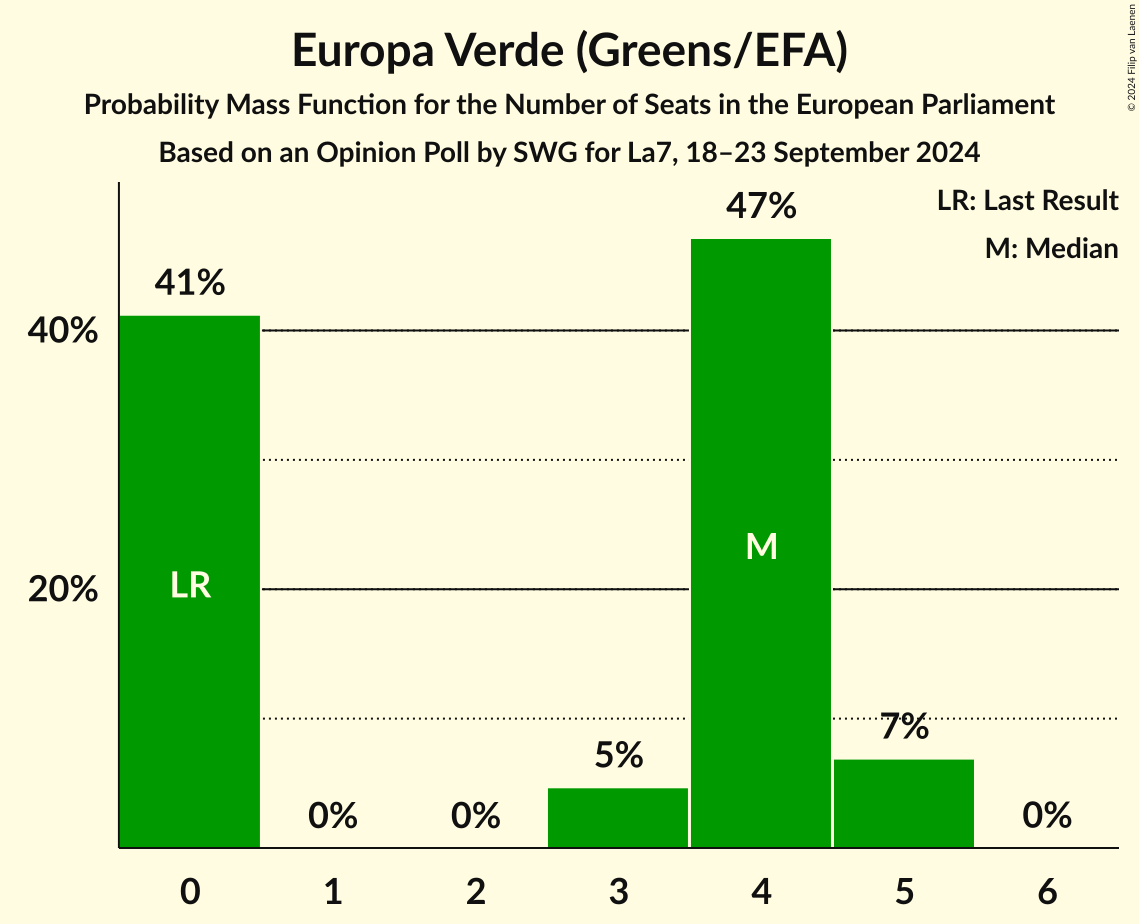 Europa Verde (Greens/EFA)
Probability Mass Function for the Number of Seats in the European Parliament
Based on an Opinion Poll by SWG for La7, 18–23 September 2024
© 2024 Filip van Laenen
LR: Last Result
M: Median
47%
41%
40%
M
LR
20%
7%
5%
0%
0%
0%
0
1
2
3
4
5
6